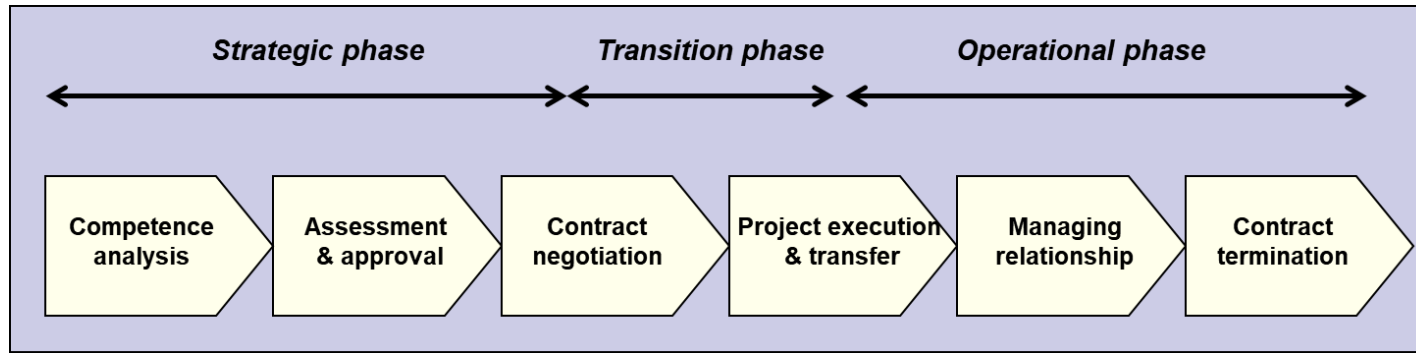 Strategic phase
Transition phase
Operational phase
Competence
analysis
Assessment
& approval
Contract
negotiation
Project execution
& transfer
Managing
relationship
Contract
termination